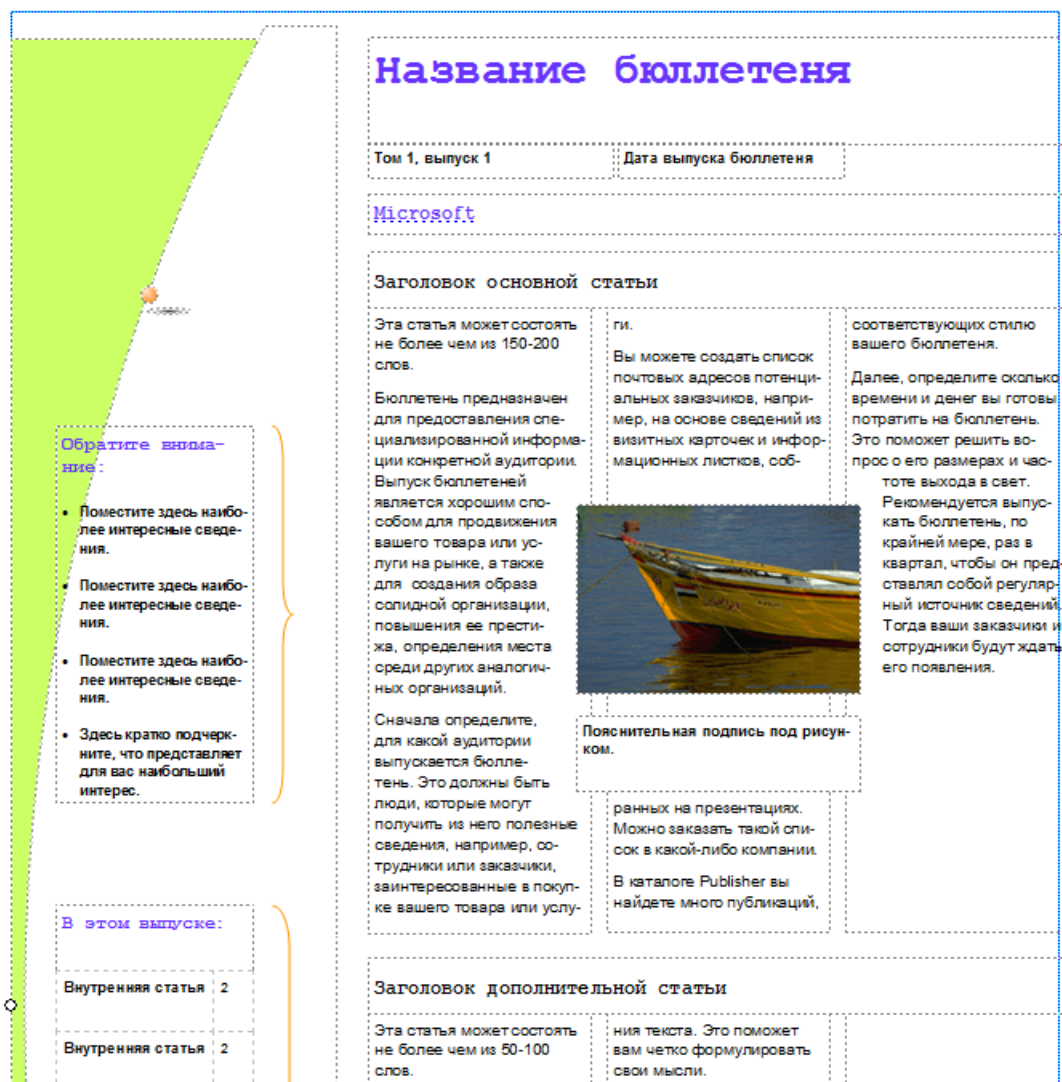 Название бюллетеня
Том 1, выпуск 1
Дата выпуска бюллетеня
Microsoft
Обратите внима-
ние:
• Поместите здесь наибо-
лее интересные сведе-
ния.
• Поместите здесь наибо-
лее интересные сведе-
ния.
• Поместите здесь наибо-
лее интересные сведе-
ния.
• Здесь кратко подчерк-
ните, что представляет
для вас наибольший
интерес.
В этом выпуске:
Внутренняя статья 2
Внутренняя статья 2
Заголовок основной статьи
Эта статья может состоять
не более чем из 150-200
слов.
Бюллетень предназначен
для предоставления спе-
циализированной информа-
ции конкретной аудитории.
Выпуск бюллетеней
является хорошим спо-
собом для продвижения
вашего товара или ус-
луги на рынке, а также
для создания образа
солидной организации,
повышения ее прести-
жа, определения места
среди других аналогич-
ных организаций.
Сначала определите,
для какой аудитории
выпускается бюлле-
тень. Это должны быть
люди, которые могут
получить из него полезные
сведения, например, со-
трудники или заказчики,
заинтересованные в покуп-
ке вашего товара или услу-
ги.
Вы можете создать список
почтовых адресов потенци-
альных заказчиков, напри-
мер, на основе сведений из
визитных карточек и инфор-
мационных листков, соб-
Пояснительная подпись под рисун-
ком.
ранных на презентациях.
Можно заказать такой спи-
сок в какой-либо компании.
В каталоге Publisher вы
найдете много публикаций,
соответствующих стилю
вашего бюллетеня.
Далее, определите сколько
времени и денег вы готовы
потратить на бюллетень.
Это поможет решить во-
прос о его размерах и час-
тоте выхода в свет.
Рекомендуется выпус-
кать бюллетень, по
крайней мере, раз в
квартал, чтобы он пред-
ставлял собой регуляр-
ный источник сведений.
Тогда ваши заказчики и
сотрудники будут ждать
его появления.
Заголовок дополнительной статьи
Эта статья может состоять
не более чем из 50-100
слов.
ния текста. Это поможет
вам четко формулировать
свои мысли.